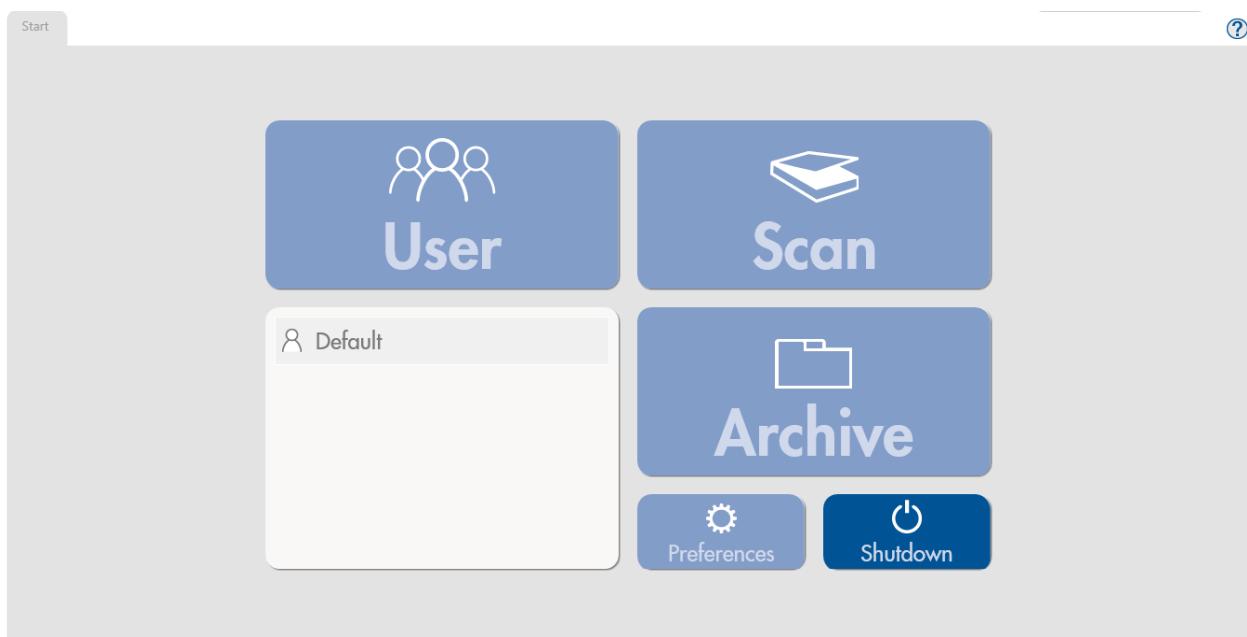 Start
?
User
Scan
Default
Archive
Preferences
Shutdown